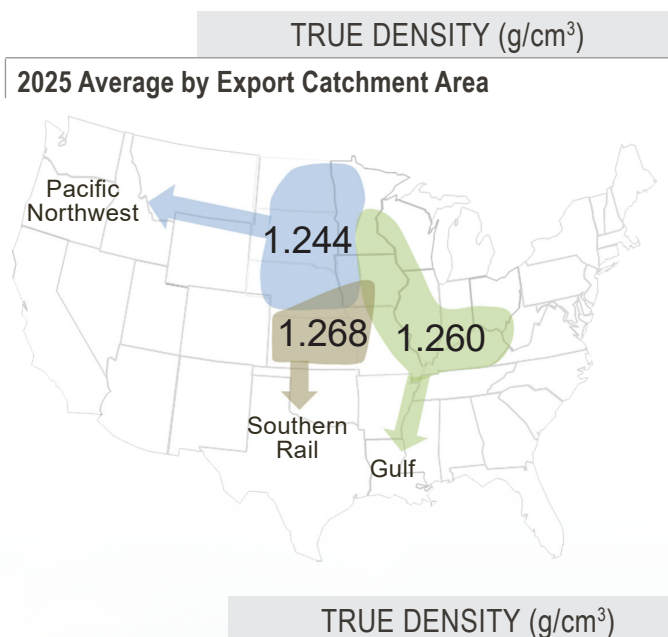 TRUE DENSITY (g/cm³)
2025 Average by Export Catchment Area
Pacific
Northwest
1.244
1.268
1.260
Southern
Rail
Gulf
TRUE DENSITY (g/cm³)